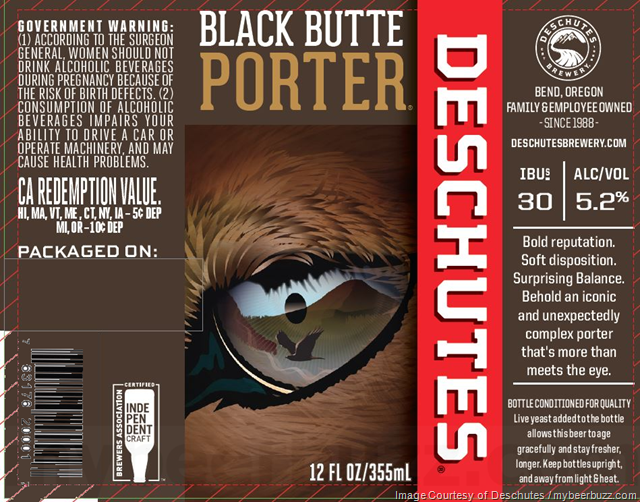 GOVERNMENT WARNING:
(1) ACCORDING TO THE SURGEON
GENERAL, WOMEN SHOULD NOT
DRINK ALCOHOLIC BEVERAGES
DURING PREGNANCY BECAUSE OF
THE RISK OF BIRTH DEFECTS. (2)
CONSUMPTION OF ALCOHOLIC
BEVERAGES IMPAIRS YOUR
ABILITY TO DRIVE A CAR OR
OPERATE MACHINERY, AND MAY
CAUSE HEALTH PROBLEMS.
CA REDEMPTION VALUE.
HI, MA, VT, ME, CT, NY, IA - 5¢ DEP
MI, OR -10¢ DEP
PACKAGED ON:
CERTIFIED
INDE
PEN
DENT
CRAFT
BREWERS ASSOCIATION
BLACK BUTTE
PORTER®
12 FL OZ/355mL
DESCHUTES®
DESCHUTES
BREWERY
BEND, OREGON
FAMILY & EMPLOYEE OWNED
- SINCE 1988 -
DESCHUTESBREWERY.COM
IBUS
30
ALC/VOL
5.2%
Bold reputation.
Soft disposition.
Surprising Balance.
Behold an iconic
and unexpectedly
complex porter
that's more than
meets the eye.
BOTTLE CONDITIONED FOR QUALITY
Live yeast added to the bottle
allows this beer to age
gracefully and stay fresher,
longer. Keep bottles upright,
and away from light & heat.
Image Courtesy of Deschutes / mybeerbuzz.com